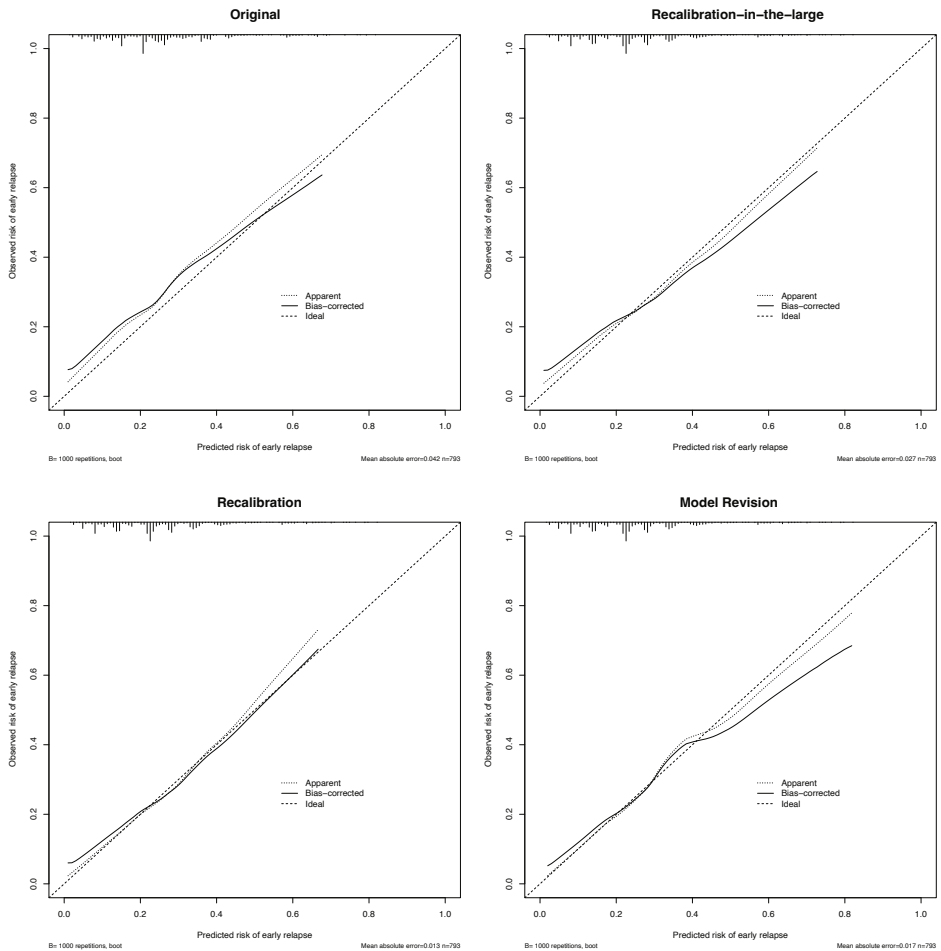 Original
1.0
0.8
0.6
0.4
0.2
0.0
Observed risk of early relapse
Apparent
Bias−corrected
Ideal
0.0 0.2 0.4 0.6 0.8 1.0
Predicted risk of early relapse
B= 1000 repetitions, boot
Mean absolute error=0.042 n=793
Recalibration−in−the−large
1.0
0.8
0.6
0.4
0.2
0.0
Observed risk of early relapse
Apparent
Bias−corrected
Ideal
0.0 0.2 0.4 0.6 0.8 1.0
Predicted risk of early relapse
B= 1000 repetitions, boot
Mean absolute error=0.027 n=793
Recalibration
1.0
0.8
0.6
0.4
0.2
0.0
Observed risk of early relapse
Apparent
Bias−corrected
Ideal
0.0 0.2 0.4 0.6 0.8 1.0
Predicted risk of early relapse
B= 1000 repetitions, boot
Mean absolute error=0.013 n=793
Model Revision
1.0
0.8
0.6
0.4
0.2
0.0
Observed risk of early relapse
Apparent
Bias−corrected
Ideal
0.0 0.2 0.4 0.6 0.8 1.0
Predicted risk of early relapse
B= 1000 repetitions, boot
Mean absolute error=0.017 n=793